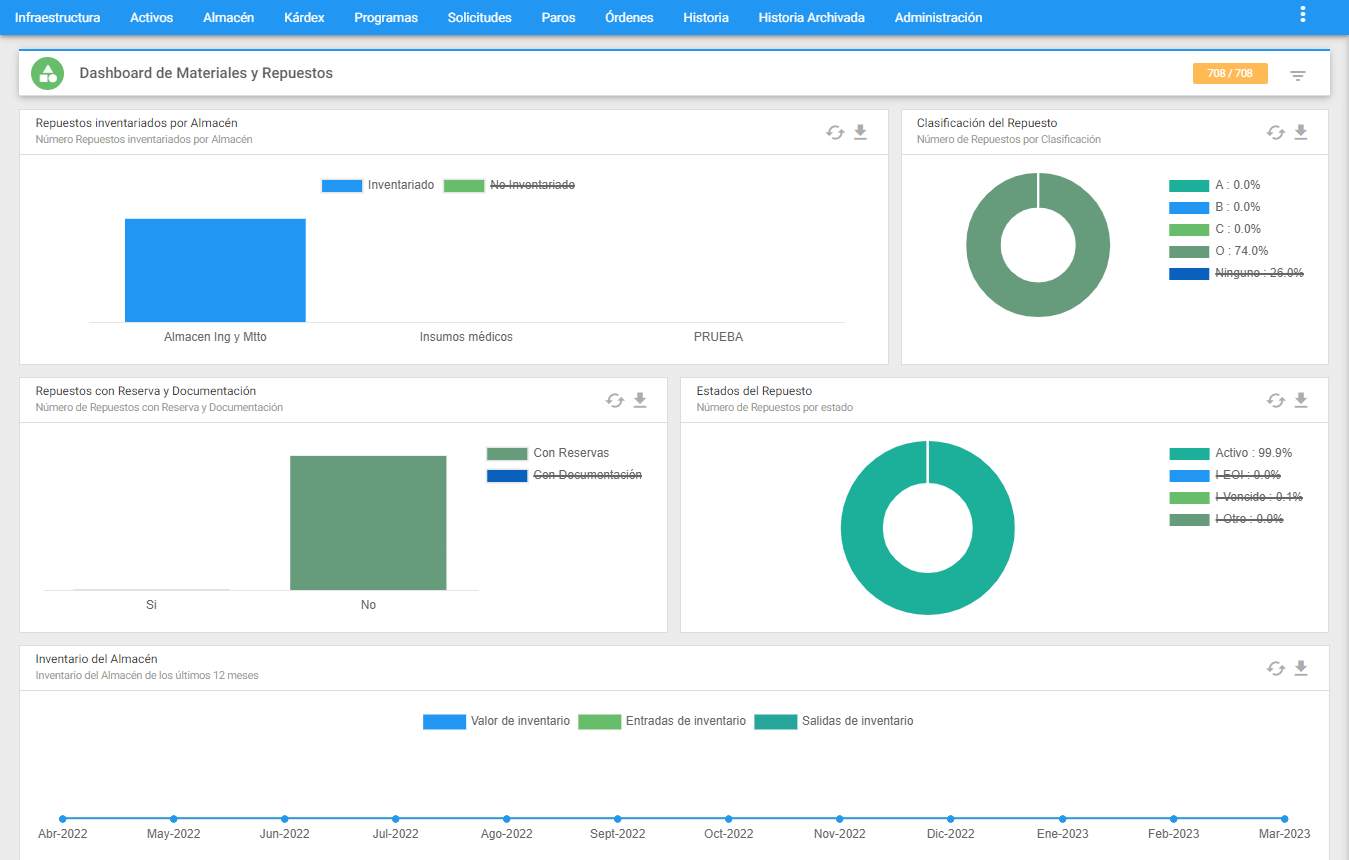 Infraestructura Activos Almacén Kárdex Programas Solicitudes Paros Órdenes Historia Historia Archivada Administración
Dashboard de Materiales y Repuestos
708 / 708
Repuestos inventariados por Almacén
Número Repuestos inventariados por Almacén
Inventariado No Inventariado
Almacen Ing y Mtto Insumos médicos PRUEBA
Clasificación del Repuesto
Número de Repuestos por Clasificación
A : 0.0%
B : 0.0%
C : 0.0%
O : 74.0%
Ninguno : 26.0%
Repuestos con Reserva y Documentación
Número de Repuestos con Reserva y Documentación
Con Reservas
Con Documentación
Si No
Estados del Repuesto
Número de Repuestos por estado
Activo : 99.9%
I-EOI : 0.0%
I-Vencido : 0.1%
I-Otro : 0.0%
Inventario del Almacén
Inventario del Almacén de los últimos 12 meses
Valor de inventario Entradas de inventario Salidas de inventario
Abr-2022 May-2022 Jun-2022 Jul-2022 Ago-2022 Sept-2022 Oct-2022 Nov-2022 Dic-2022 Ene-2023 Feb-2023 Mar-2023